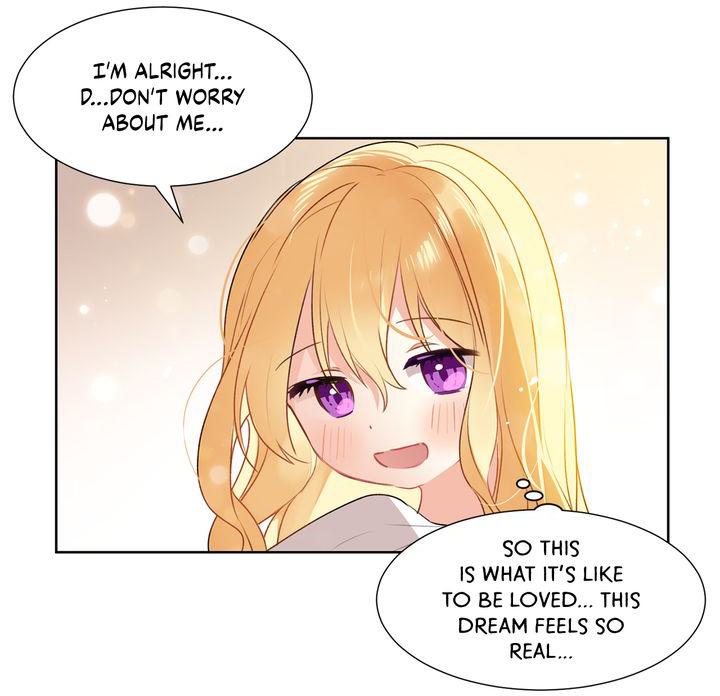 I'M ALRIGHT...
D...DON'T WORRY
ABOUT ME...
SO THIS
IS WHAT IT'S LIKE
TO BE LOVED... THIS
DREAM FEELS SO
REAL...